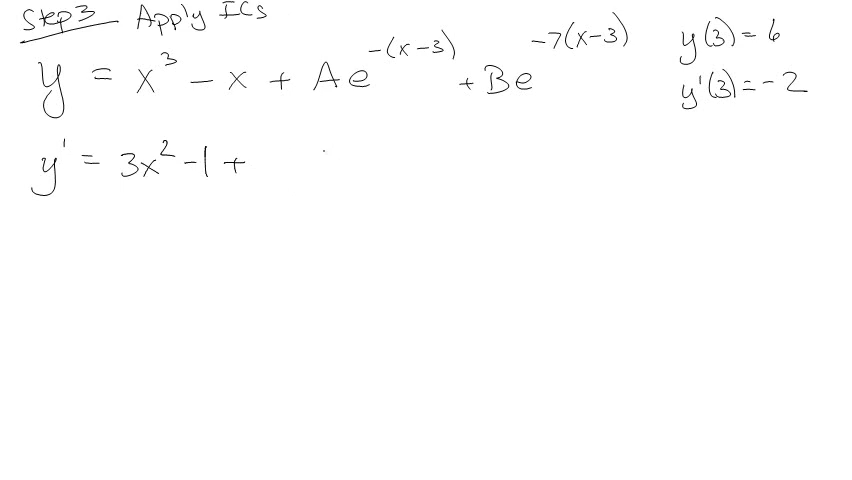 Step 3 Apply ICs
y = x³ - x + Ae^{-(x-3)} + Be^{-7(x-3)} y(3) = 6
y'(3) = -2
y' = 3x² - 1 +